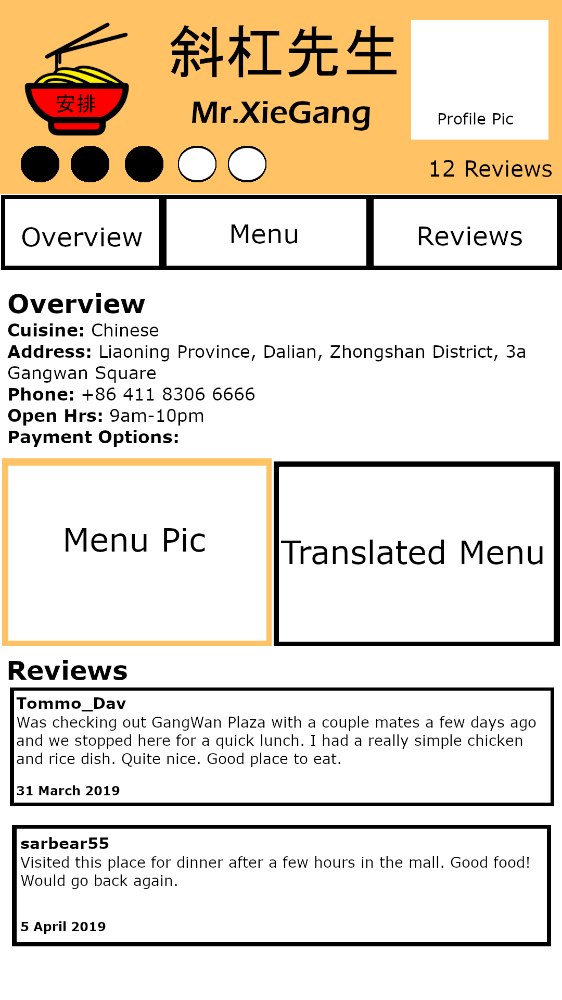 斜杠先生
安排
Mr.XieGang
Profile Pic
12 Reviews
Overview
Menu
Reviews
Overview
Cuisine: Chinese
Address: Liaoning Province, Dalian, Zhongshan District, 3a
Gangwan Square
Phone: +86 411 8306 6666
Open Hrs: 9am-10pm
Payment Options:
Menu Pic
Translated Menu
Reviews
Tommo_Dav
Was checking out GangWan Plaza with a couple mates a few days ago
and we stopped here for a quick lunch. I had a really simple chicken
and rice dish. Quite nice. Good place to eat.
31 March 2019
sarbear55
Visited this place for dinner after a few hours in the mall. Good food!
Would go back again.
5 April 2019